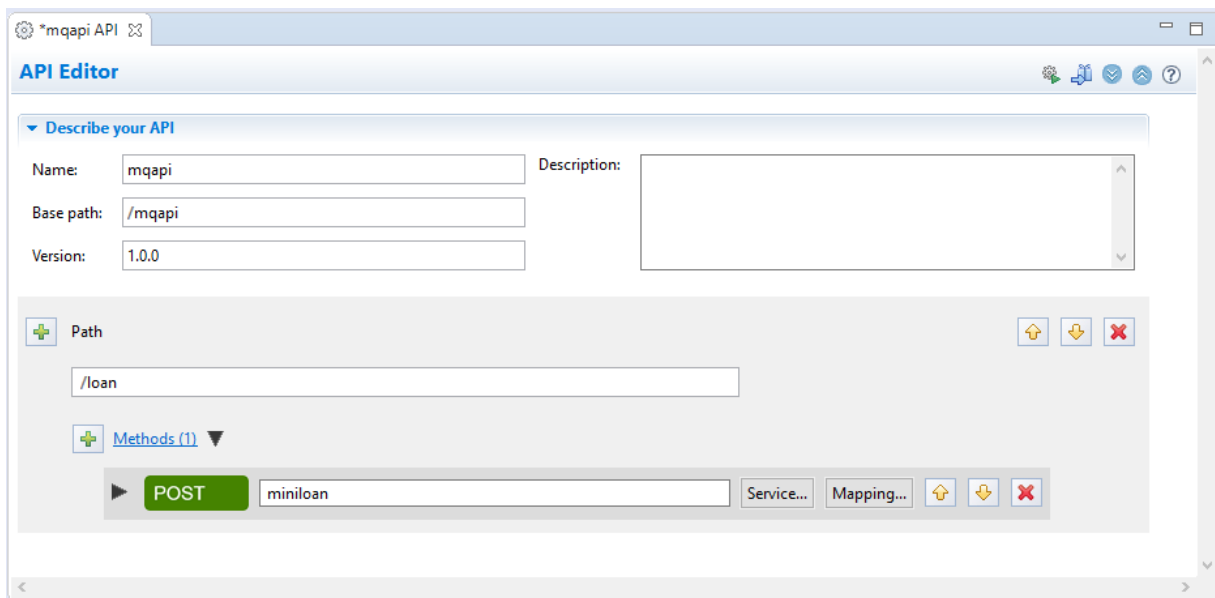 *mqapi API
API Editor
Describe your API
Name: mqapi
Description:
Base path: /mqapi
Version: 1.0.0
Path
/loan
Methods (1)
POST miniloan Service... Mapping...